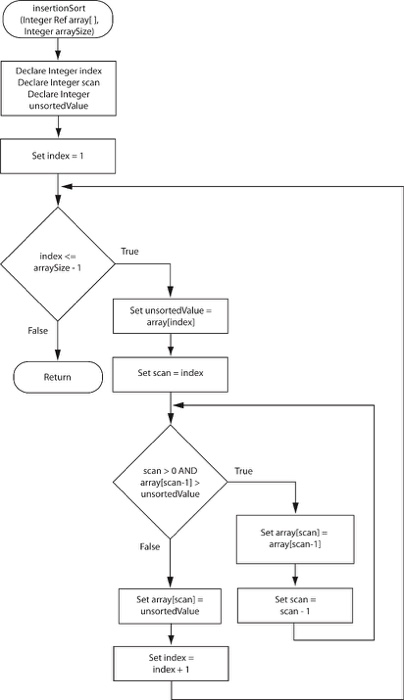 insertionSort
(Integer Ref array[ ],
Integer arraySize)
Declare Integer index
Declare Integer scan
Declare Integer
unsortedValue
Set index = 1
index <=
arraySize - 1
True
False
Return
Set unsortedValue =
array[index]
Set scan = index
scan > 0 AND
array[scan-1] >
unsortedValue
True
False
Set array[scan] =
array[scan-1]
Set scan =
scan - 1
Set array[scan] =
unsortedValue
Set index =
index + 1